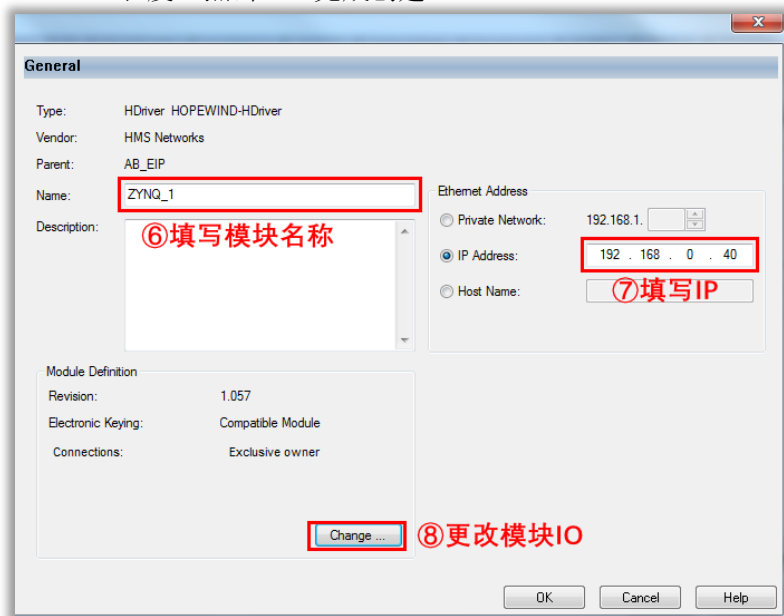 General
Type: HDriver HOPEWIND-HDriver
Vendor: HMS Networks
Parent: AB_EIP
Name: ZYNQ_1
Description:
⑥填写模块名称
Ethernet Address
Private Network: 192.168.1.
IP Address: 192 . 168 . 0 . 40
Host Name:
⑦填写IP
Module Definition
Revision: 1.057
Electronic Keying: Compatible Module
Connections: Exclusive owner
Change ...
⑧更改模块IO
OK Cancel Help